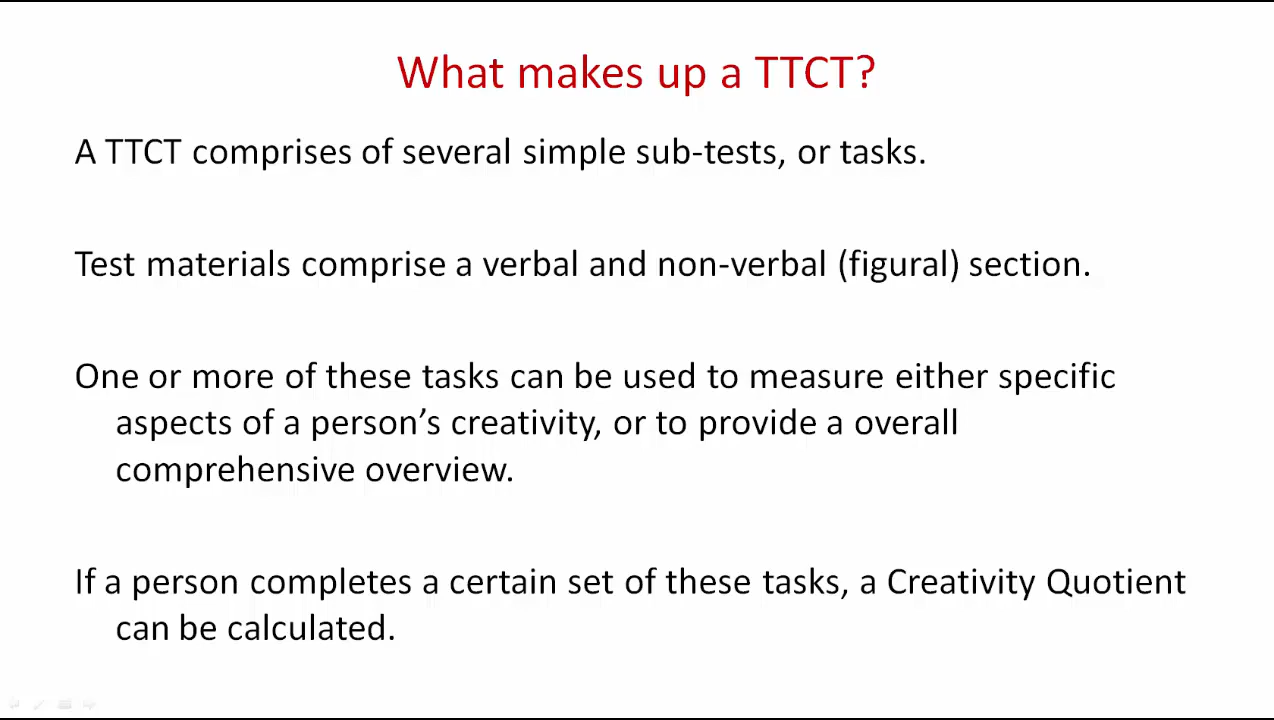 What makes up a TTCT?
A TTCT comprises of several simple sub-tests, or tasks.
Test materials comprise a verbal and non-verbal (figural) section.
One or more of these tasks can be used to measure either specific
aspects of a person’s creativity, or to provide a overall
comprehensive overview.
If a person completes a certain set of these tasks, a Creativity Quotient
can be calculated.